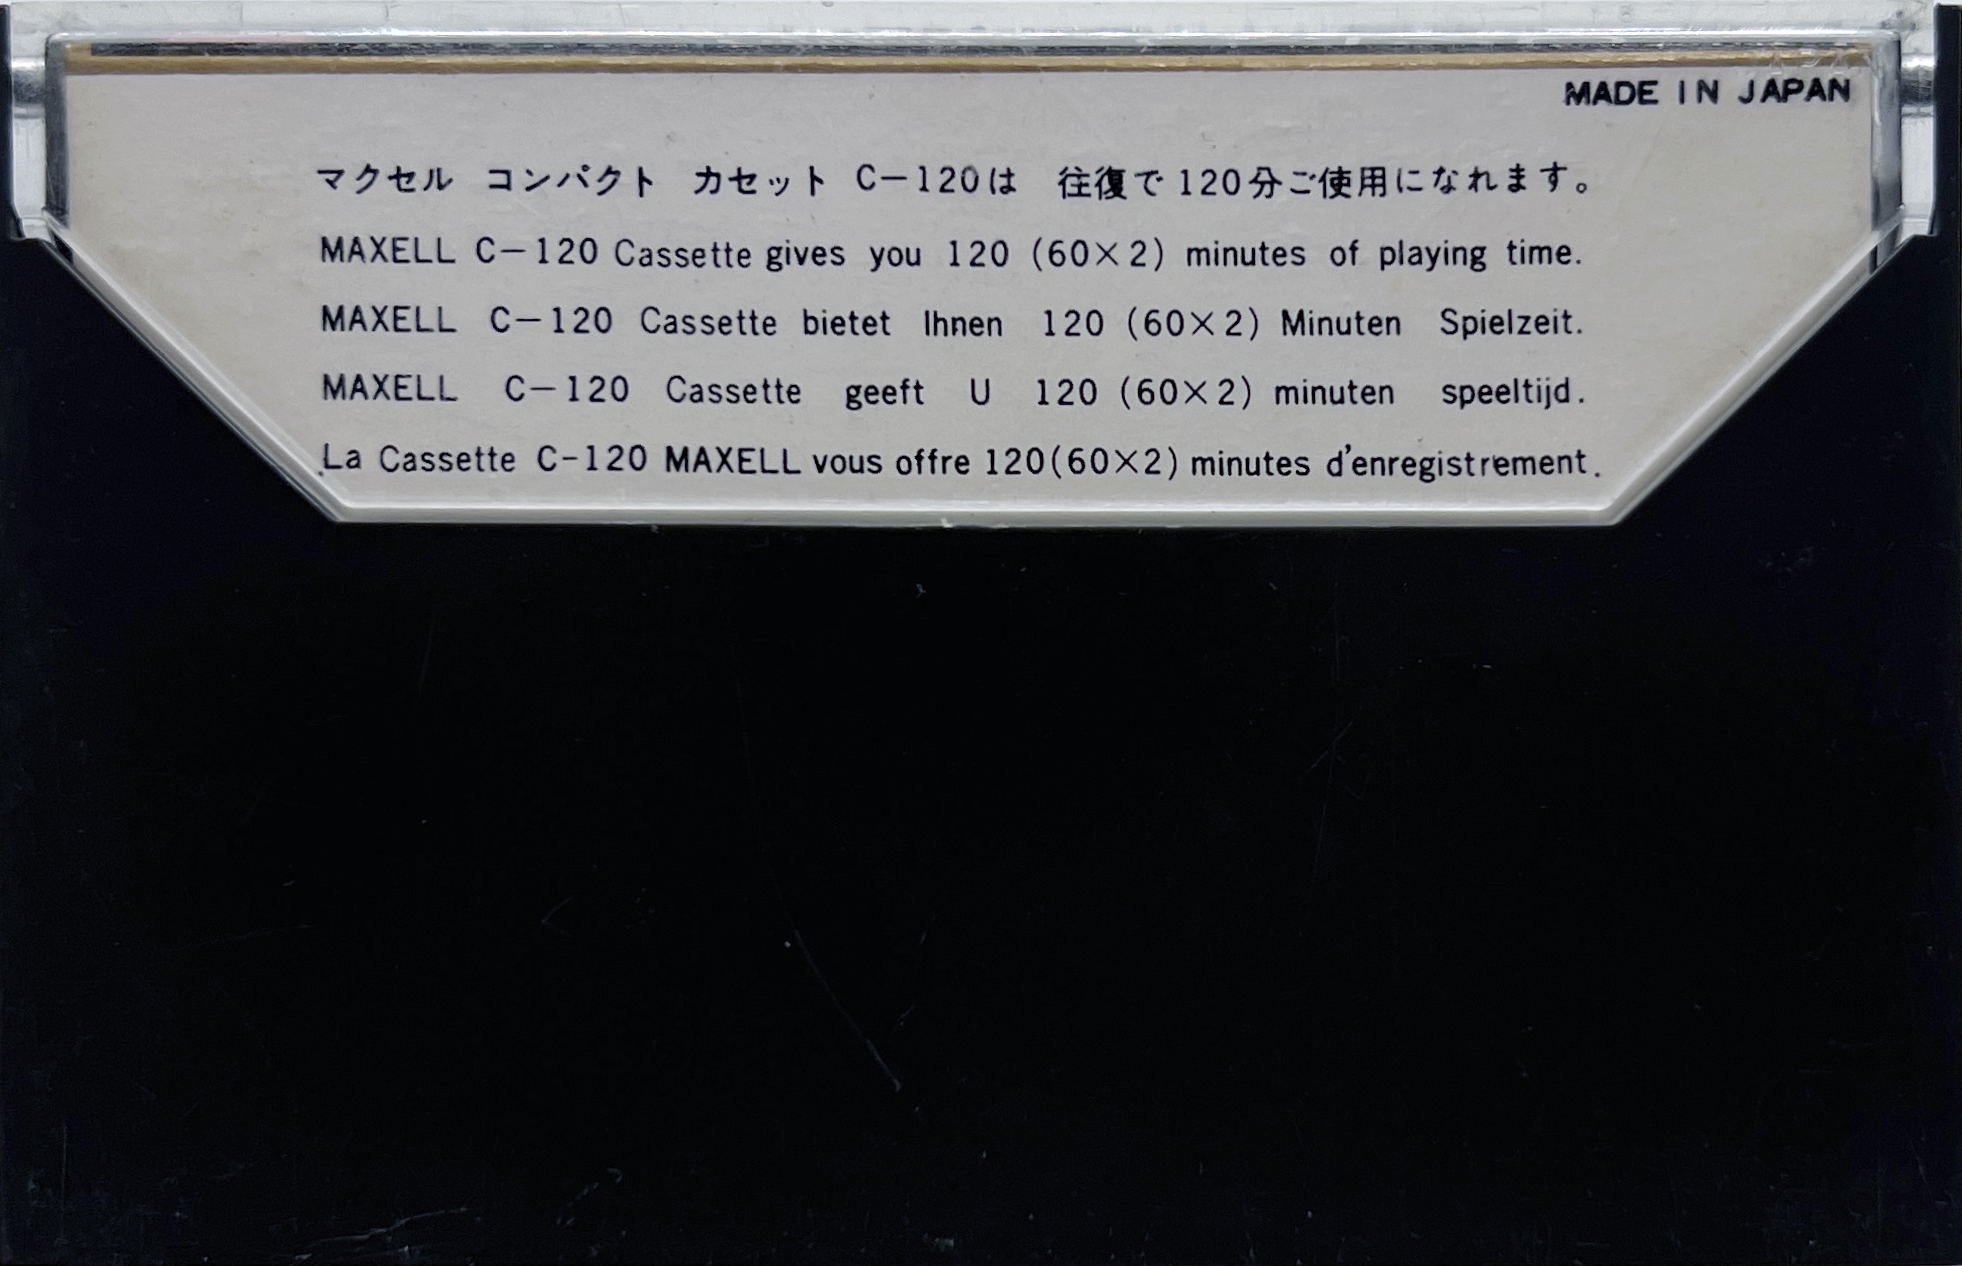 MADE IN JAPAN
マクセル コンパクト カセット C-120は 往復で120分ご使用になれます。
MAXELL C-120 Cassette gives you 120 (60×2) minutes of playing time.
MAXELL C-120 Cassette bietet Ihnen 120 (60×2) Minuten Spielzeit.
MAXELL C-120 Cassette geeft U 120 (60×2) minuten speeltijd.
La Cassette C-120 MAXELL vous offre 120(60×2) minutes d'enregistrement.